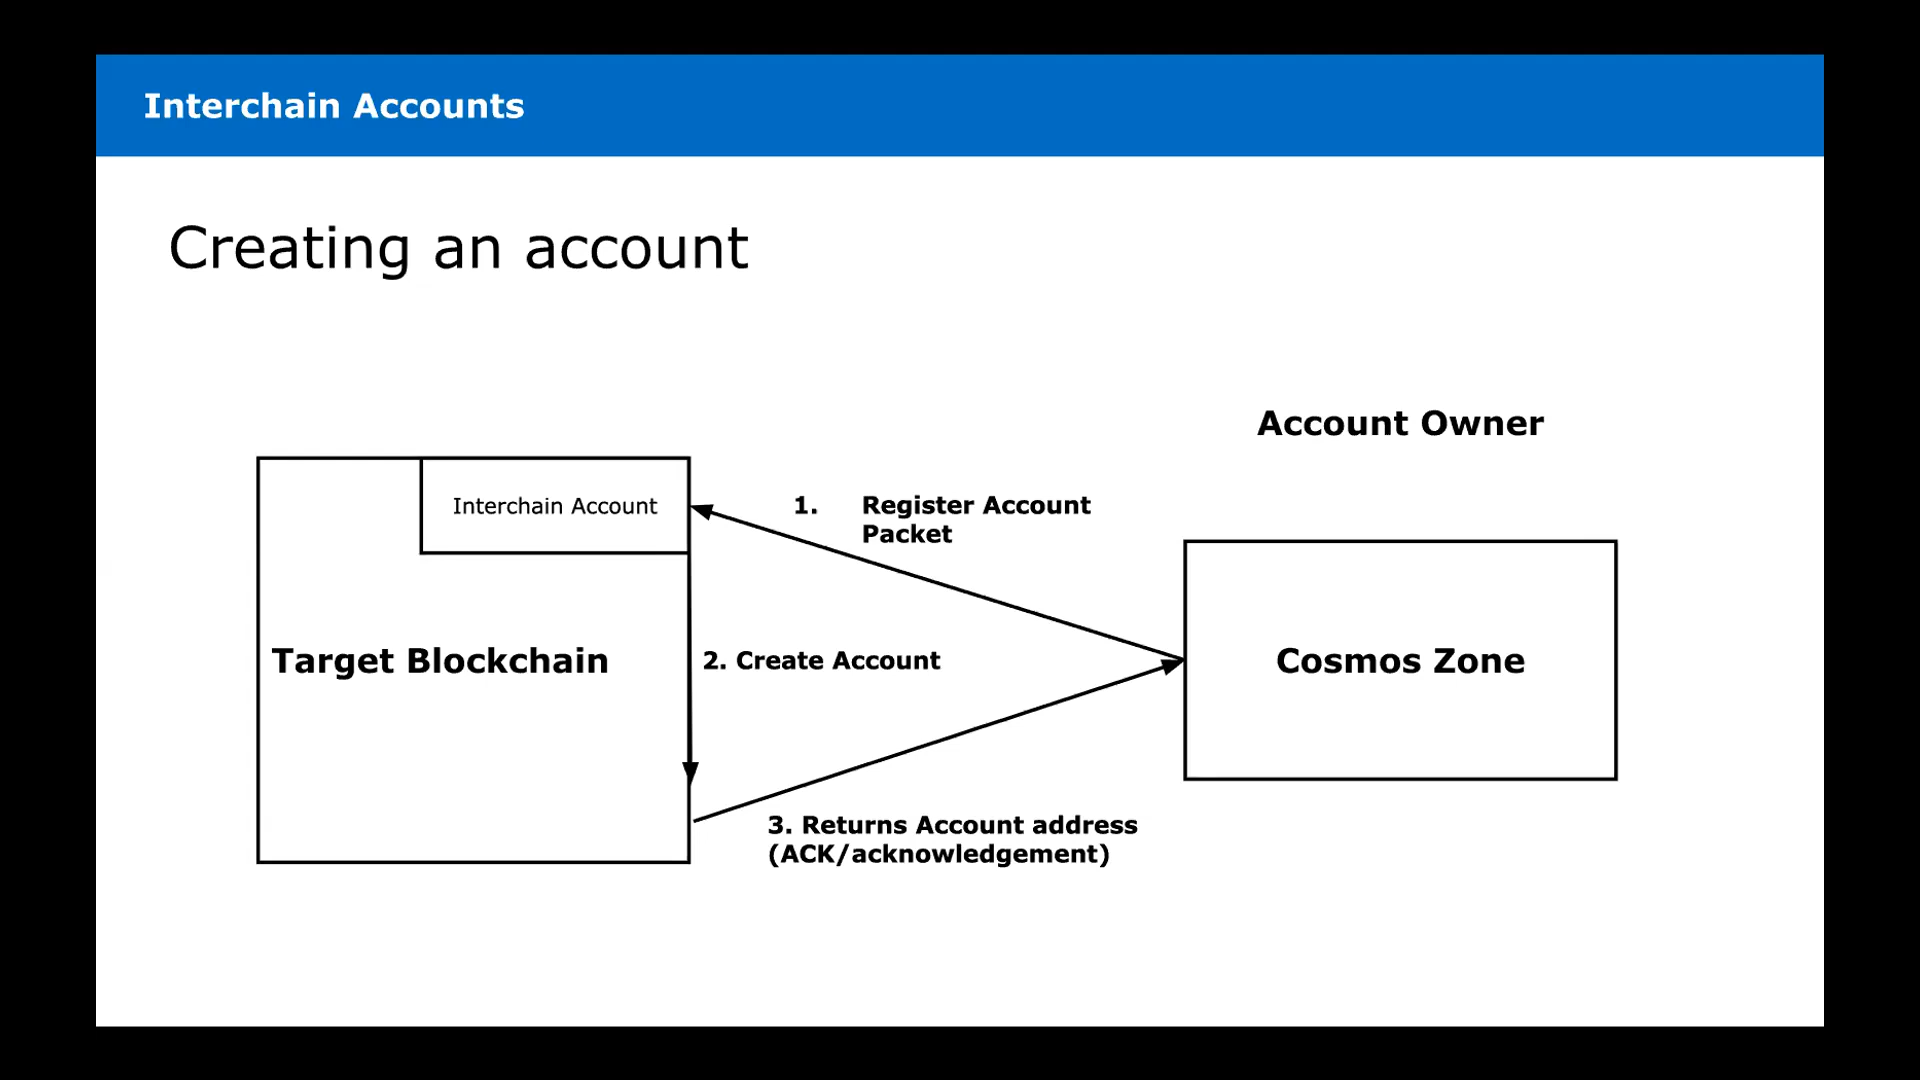 Interchain Accounts
Creating an account
Account Owner
Interchain Account
1. Register Account
Packet
Target Blockchain
2. Create Account
Cosmos Zone
3. Returns Account address
(ACK/acknowledgement)